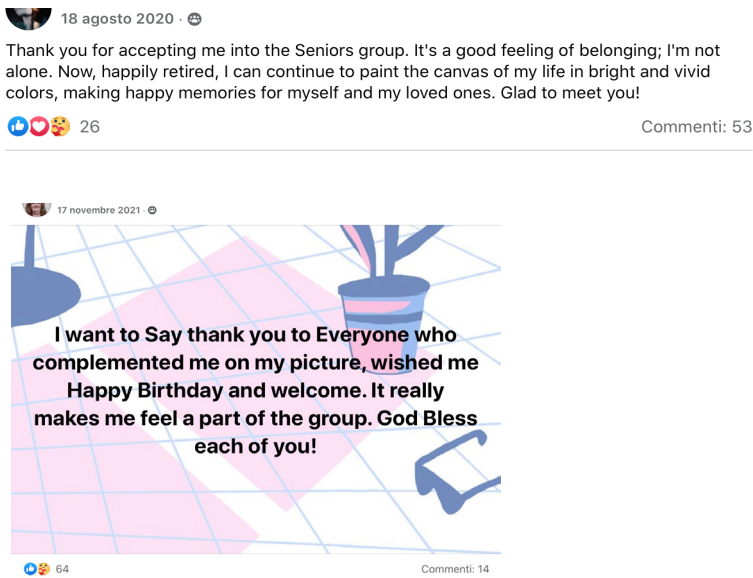 18 agosto 2020 ·
Thank you for accepting me into the Seniors group. It's a good feeling of belonging; I'm not
alone. Now, happily retired, I can continue to paint the canvas of my life in bright and vivid
colors, making happy memories for myself and my loved ones. Glad to meet you!
26 Commenti: 53
17 novembre 2021 ·
I want to Say thank you to Everyone who
complemented me on my picture, wished me
Happy Birthday and welcome. It really
makes me feel a part of the group. God Bless
each of you!
64 Commenti: 14